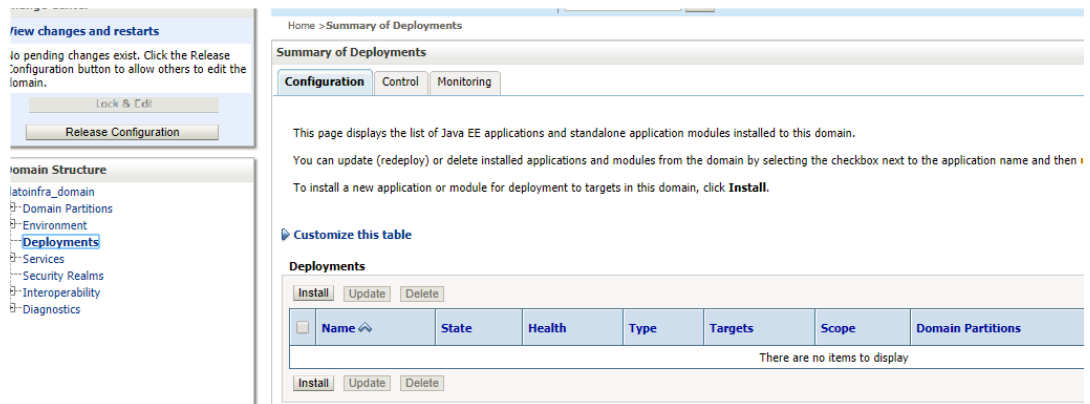 View changes and restarts
No pending changes exist. Click the Release
Configuration button to allow others to edit the
domain.
Lock & Edit
Release Configuration
Domain Structure
latoinfra_domain
Domain Partitions
Environment
Deployments
Services
Security Realms
Interoperability
Diagnostics
Home >Summary of Deployments
Summary of Deployments
Configuration Control Monitoring
This page displays the list of Java EE applications and standalone application modules installed to this domain.
You can update (redeploy) or delete installed applications and modules from the domain by selecting the checkbox next to the application name and then
To install a new application or module for deployment to targets in this domain, click Install.
Customize this table
Deployments
Install Update Delete
Name State Health Type Targets Scope Domain Partitions
There are no items to display
Install Update Delete